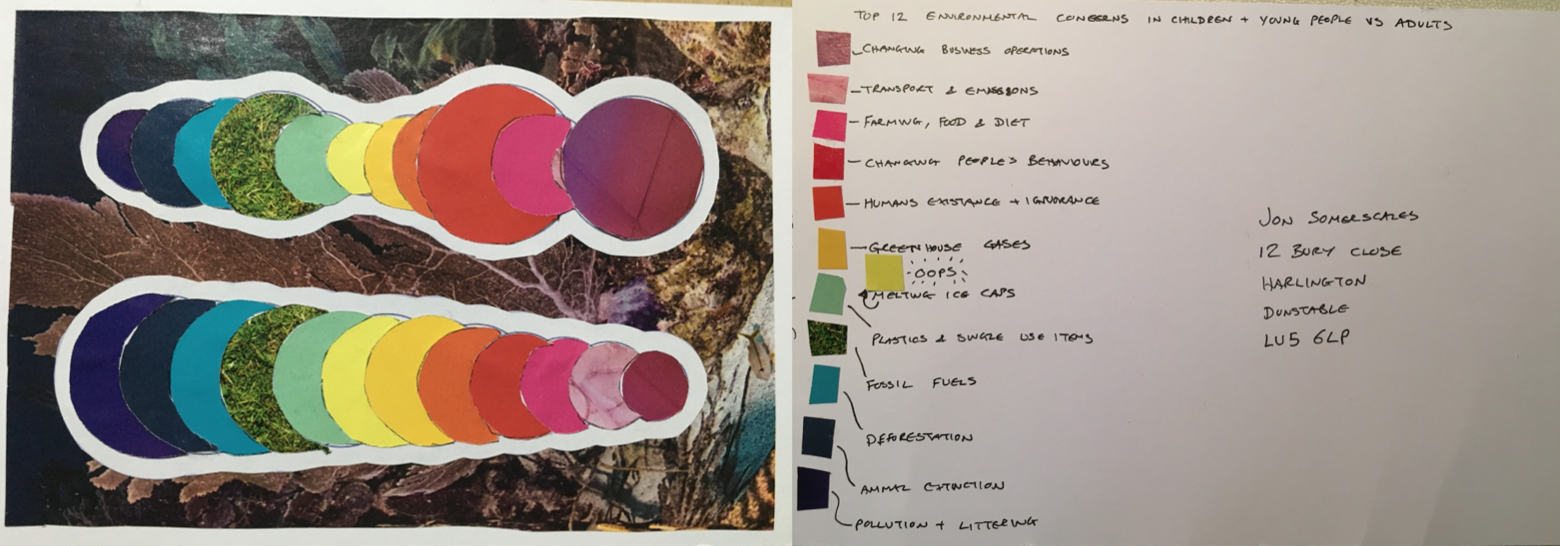 TOP 12 ENVIRONMENTAL CONCERNS IN CHILDREN + YOUNG PEOPLE VS ADULTS
CHANGING BUSINESS OPERATIONS
TRANSPORT & EMISSIONS
FARMING, FOOD & DIET
CHANGING PEOPLE'S BEHAVIOURS
HUMANS EXISTANCE + IGNORANCE
GREENHOUSE GASES
OOPS
MELTING ICE CAPS
PLASTICS & SINGLE USE ITEMS
FOSSIL FUELS
DEFORESTATION
ANIMAL EXTINCTION
POLLUTION + LITTERING
JON SOMERSCALES
12 BURY CLOSE
HARLINGTON
DUNSTABLE
LU5 6LP